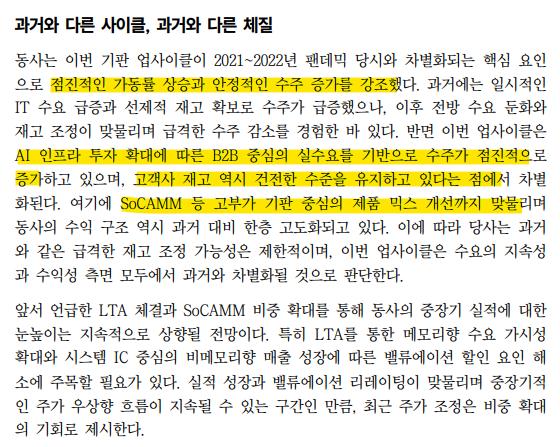 과거와 다른 사이클, 과거와 다른 체질
동사는 이번 기판 업사이클이 2021~2022년 팬데믹 당시와 차별화되는 핵심 요인
으로 점진적인 가동률 상승과 안정적인 수주 증가를 강조했다. 과거에는 일시적인
IT 수요 급증과 선제적 재고 확보로 수주가 급증했으나, 이후 전방 수요 둔화와
재고 조정이 맞물리며 급격한 수주 감소를 경험한 바 있다. 반면 이번 업사이클은
AI 인프라 투자 확대에 따른 B2B 중심의 실수요를 기반으로 수주가 점진적으로
증가하고 있으며, 고객사 재고 역시 건전한 수준을 유지하고 있다는 점에서 차별
화된다. 여기에 SoCAMM 등 고부가 기판 중심의 제품 믹스 개선까지 맞물리며
동사의 수익 구조 역시 과거 대비 한층 고도화되고 있다. 이에 따라 당사는 과거
와 같은 급격한 재고 조정 가능성은 제한적이며, 이번 업사이클은 수요의 지속성
과 수익성 측면 모두에서 과거와 차별화될 것으로 판단한다.
앞서 언급한 LTA 체결과 SoCAMM 비중 확대를 통해 동사의 중장기 실적에 대한
눈높이는 지속적으로 상향될 전망이다. 특히 LTA를 통한 메모리향 수요 가시성
확대와 시스템 IC 중심의 비메모리향 매출 성장에 따른 밸류에이션 할인 요인 해
소에 주목할 필요가 있다. 실적 성장과 밸류에이션 리레이팅이 맞물리며 중장기적
인 주가 우상향 흐름이 지속될 수 있는 구간인 만큼, 최근 주가 조정은 비중 확대
의 기회로 제시한다.